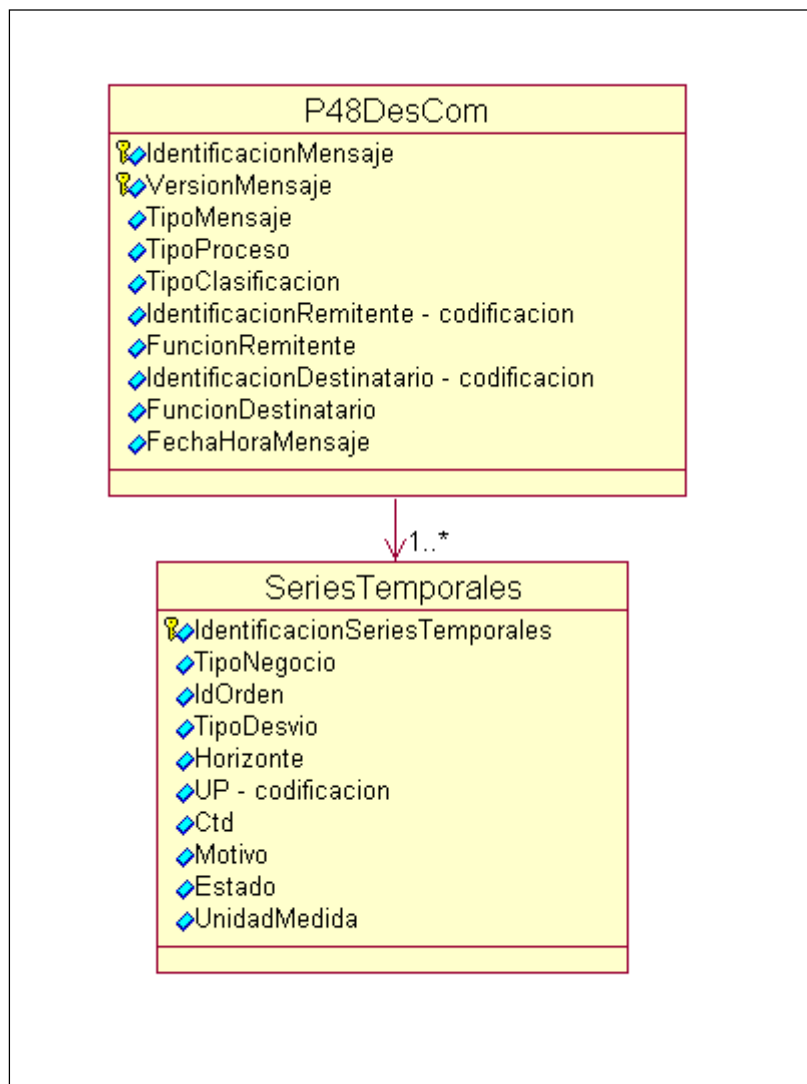 P48DesCom
IdentificacionMensaje
VersionMensaje
TipoMensaje
TipoProceso
TipoClasificacion
IdentificacionRemitente - codificacion
FuncionRemitente
IdentificacionDestinatario - codificacion
FuncionDestinatario
FechaHoraMensaje
1..*
SeriesTemporales
IdentificacionSeriesTemporales
TipoNegocio
IdOrden
TipoDesvio
Horizonte
UP - codificacion
Ctd
Motivo
Estado
UnidadMedida